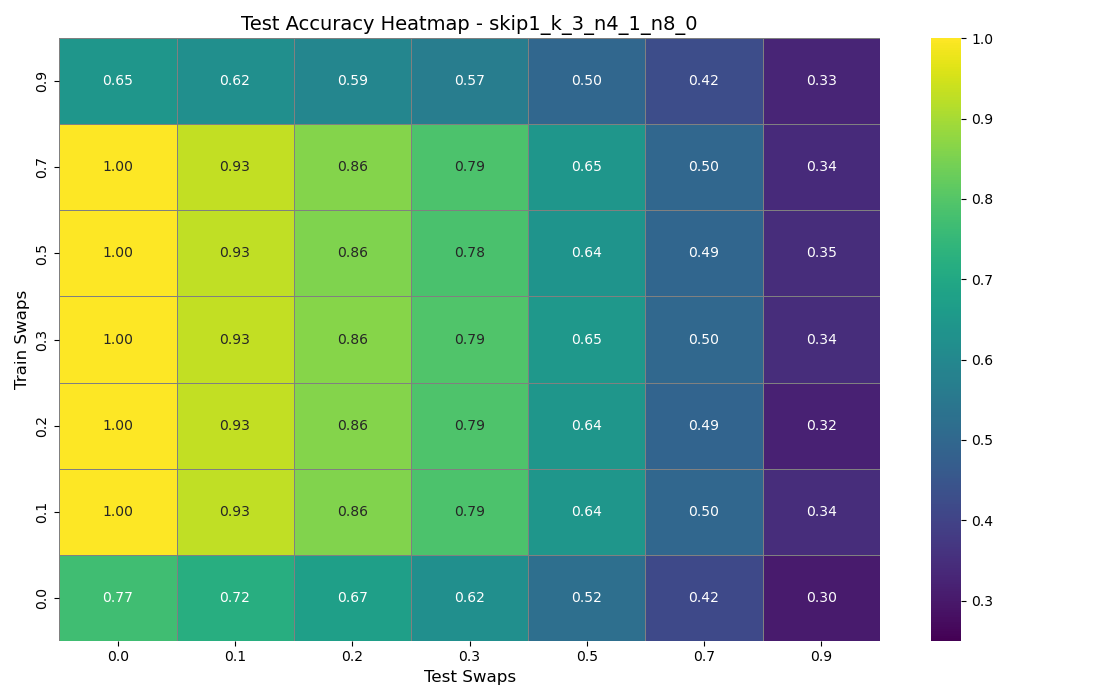 Test Accuracy Heatmap - skip1_k_3_n4_1_n8_0
Train Swaps
0.9 0.65 0.62 0.59 0.57 0.50 0.42 0.33
0.7 1.00 0.93 0.86 0.79 0.65 0.50 0.34
0.5 1.00 0.93 0.86 0.78 0.64 0.49 0.35
0.3 1.00 0.93 0.86 0.79 0.65 0.50 0.34
0.2 1.00 0.93 0.86 0.79 0.64 0.49 0.32
0.1 1.00 0.93 0.86 0.79 0.64 0.50 0.34
0.0 0.77 0.72 0.67 0.62 0.52 0.42 0.30
0.0 0.1 0.2 0.3 0.5 0.7 0.9
Test Swaps
1.0
0.9
0.8
0.7
0.6
0.5
0.4
0.3